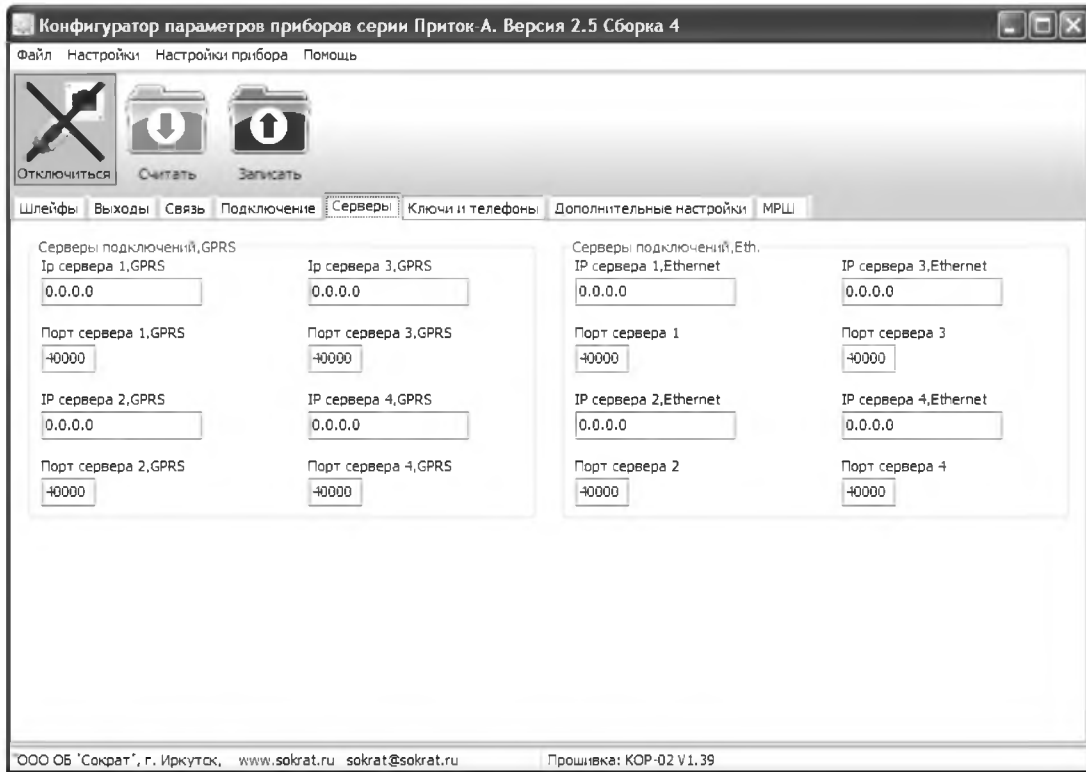 Конфигуратор параметров приборов серии Приток-А. Версия 2.5 Сборка 4
Файл Настройки Настройки прибора Помощь
Отключиться Считать Записать
Шлейфы Выходы Связь Подключение Серверы Ключи и телефоны Дополнительные настройки МРШ
Серверы подключений,GPRS
Ip сервера 1,GPRS Ip сервера 3,GPRS
0.0.0.0 0.0.0.0
Порт сервера 1,GPRS Порт сервера 3,GPRS
40000 40000
IP сервера 2,GPRS IP сервера 4,GPRS
0.0.0.0 0.0.0.0
Порт сервера 2,GPRS Порт сервера 4,GPRS
40000 40000
Серверы подключений,Eth.
IP сервера 1,Ethernet IP сервера 3,Ethernet
0.0.0.0 0.0.0.0
Порт сервера 1 Порт сервера 3
40000 40000
IP сервера 2,Ethernet IP сервера 4,Ethernet
0.0.0.0 0.0.0.0
Порт сервера 2 Порт сервера 4
40000 40000
ООО ОБ "Сократ", г. Иркутск, www.sokrat.ru sokrat@sokrat.ru Прошивка: КОР-02 V1.39